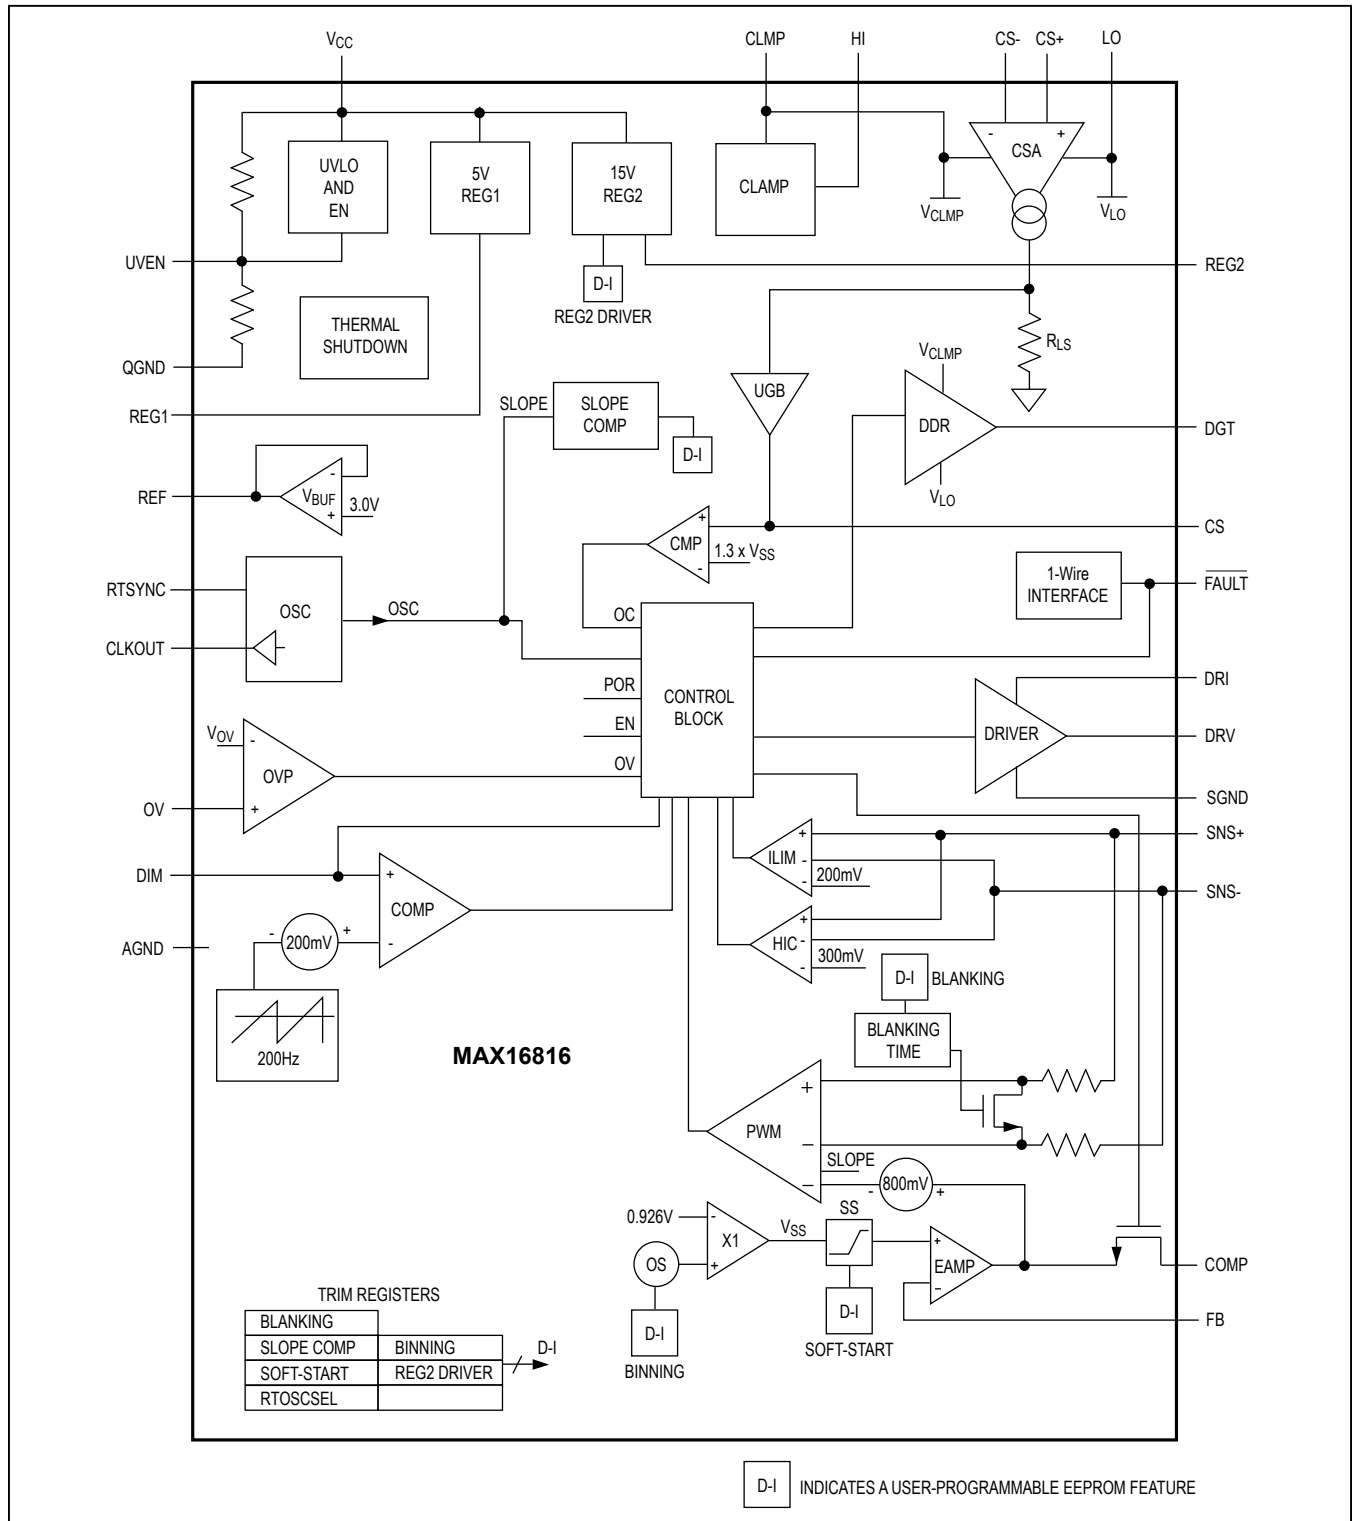 VCC
CLMP
HI
CS-
CS+
LO
UVLO
AND
EN
5V
REG1
15V
REG2
CLAMP
-
+
CSA
VCLMP
VLO
UVEN
REG2
D-I
REG2 DRIVER
THERMAL
SHUTDOWN
RLS
QGND
REG1
SLOPE
SLOPE
COMP
D-I
UGB
VCLMP
DDR
VLO
DGT
REF
-
VBUF
+
3.0V
CS
+
CMP
-
1.3 x VSS
1-Wire
INTERFACE
FAULT
RTSYNC
OSC
OSC
CLKOUT
OC
POR
EN
OV
CONTROL
BLOCK
DRI
DRIVER
DRV
SGND
VOV
-
OVP
+
OV
SNS+
+
ILIM
-
-
200mV
DIM
+
COMP
-
SNS-
+
HIC
-
-
300mV
AGND
-
200mV
+
200Hz
D-I
BLANKING
BLANKING
TIME
MAX16816
+
PWM
−
SLOPE
−
-
800mV
+
0.926V
-
X1
+
OS
VSS
SS
+
EAMP
−
COMP
D-I
BINNING
D-I
SOFT-START
FB
TRIM REGISTERS
BLANKING
SLOPE COMP
BINNING
SOFT-START
REG2 DRIVER
RTOSCSEL
D-I
D-I
INDICATES A USER-PROGRAMMABLE EEPROM FEATURE